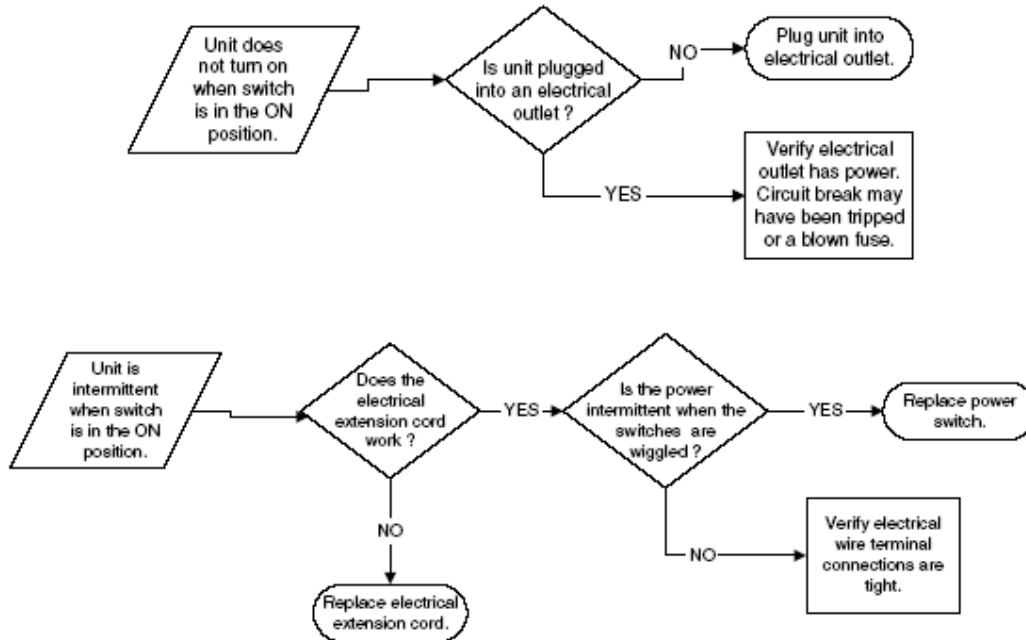 Unit does
not turn on
when switch
is in the ON
position.
Is unit plugged
into an electrical
outlet ?
NO
Plug unit into
electrical outlet.
YES
Verify electrical
outlet has power.
Circuit break may
have been tripped
or a blown fuse.
Unit is
intermittent
when switch
is in the ON
position.
Does the
electrical
extension cord
work ?
YES
Is the power
intermittent when the
switches are
wiggled ?
YES
Replace power
switch.
NO
Replace electrical
extension cord.
NO
Verify electrical
wire terminal
connections are
tight.